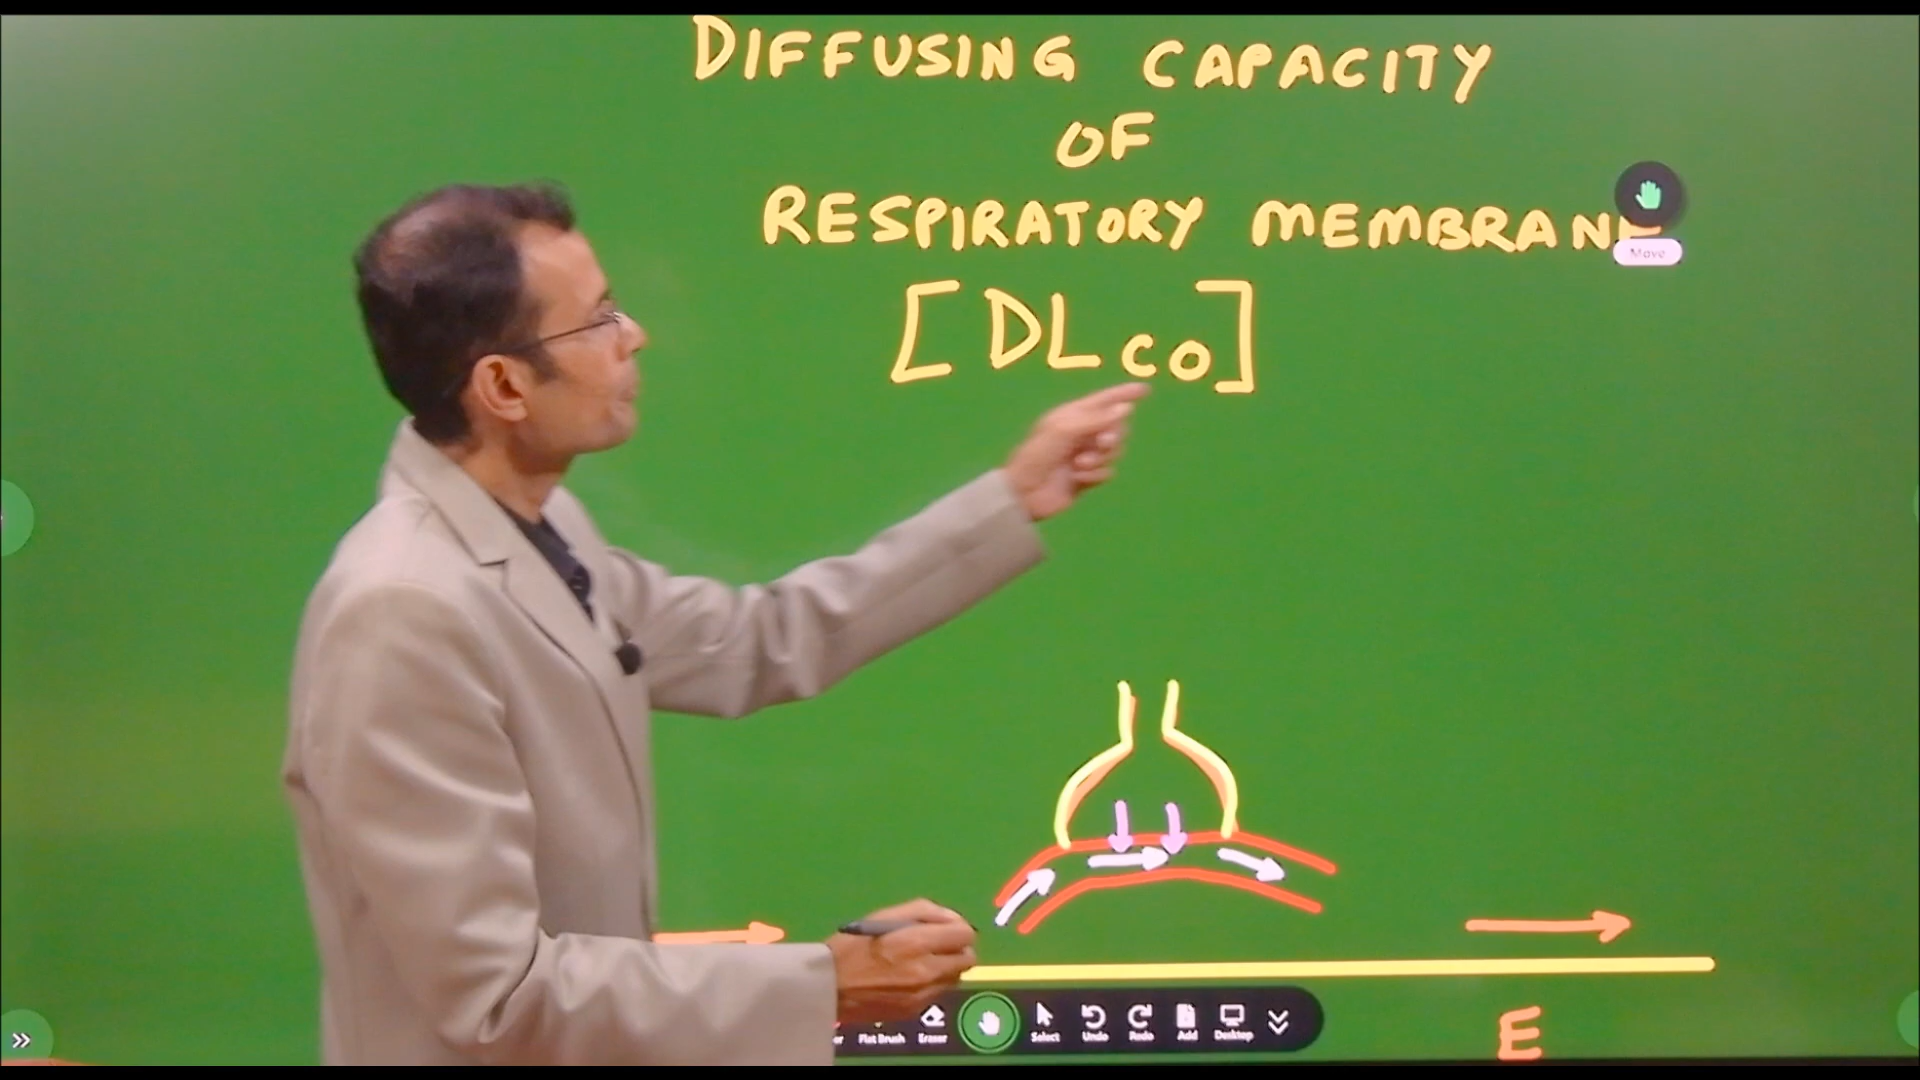 DIFFUSING CAPACITY
OF
RESPIRATORY MEMBRANE
Move
[DLco]
Flat Brush Eraser Select Undo Redo Add Desktop
E